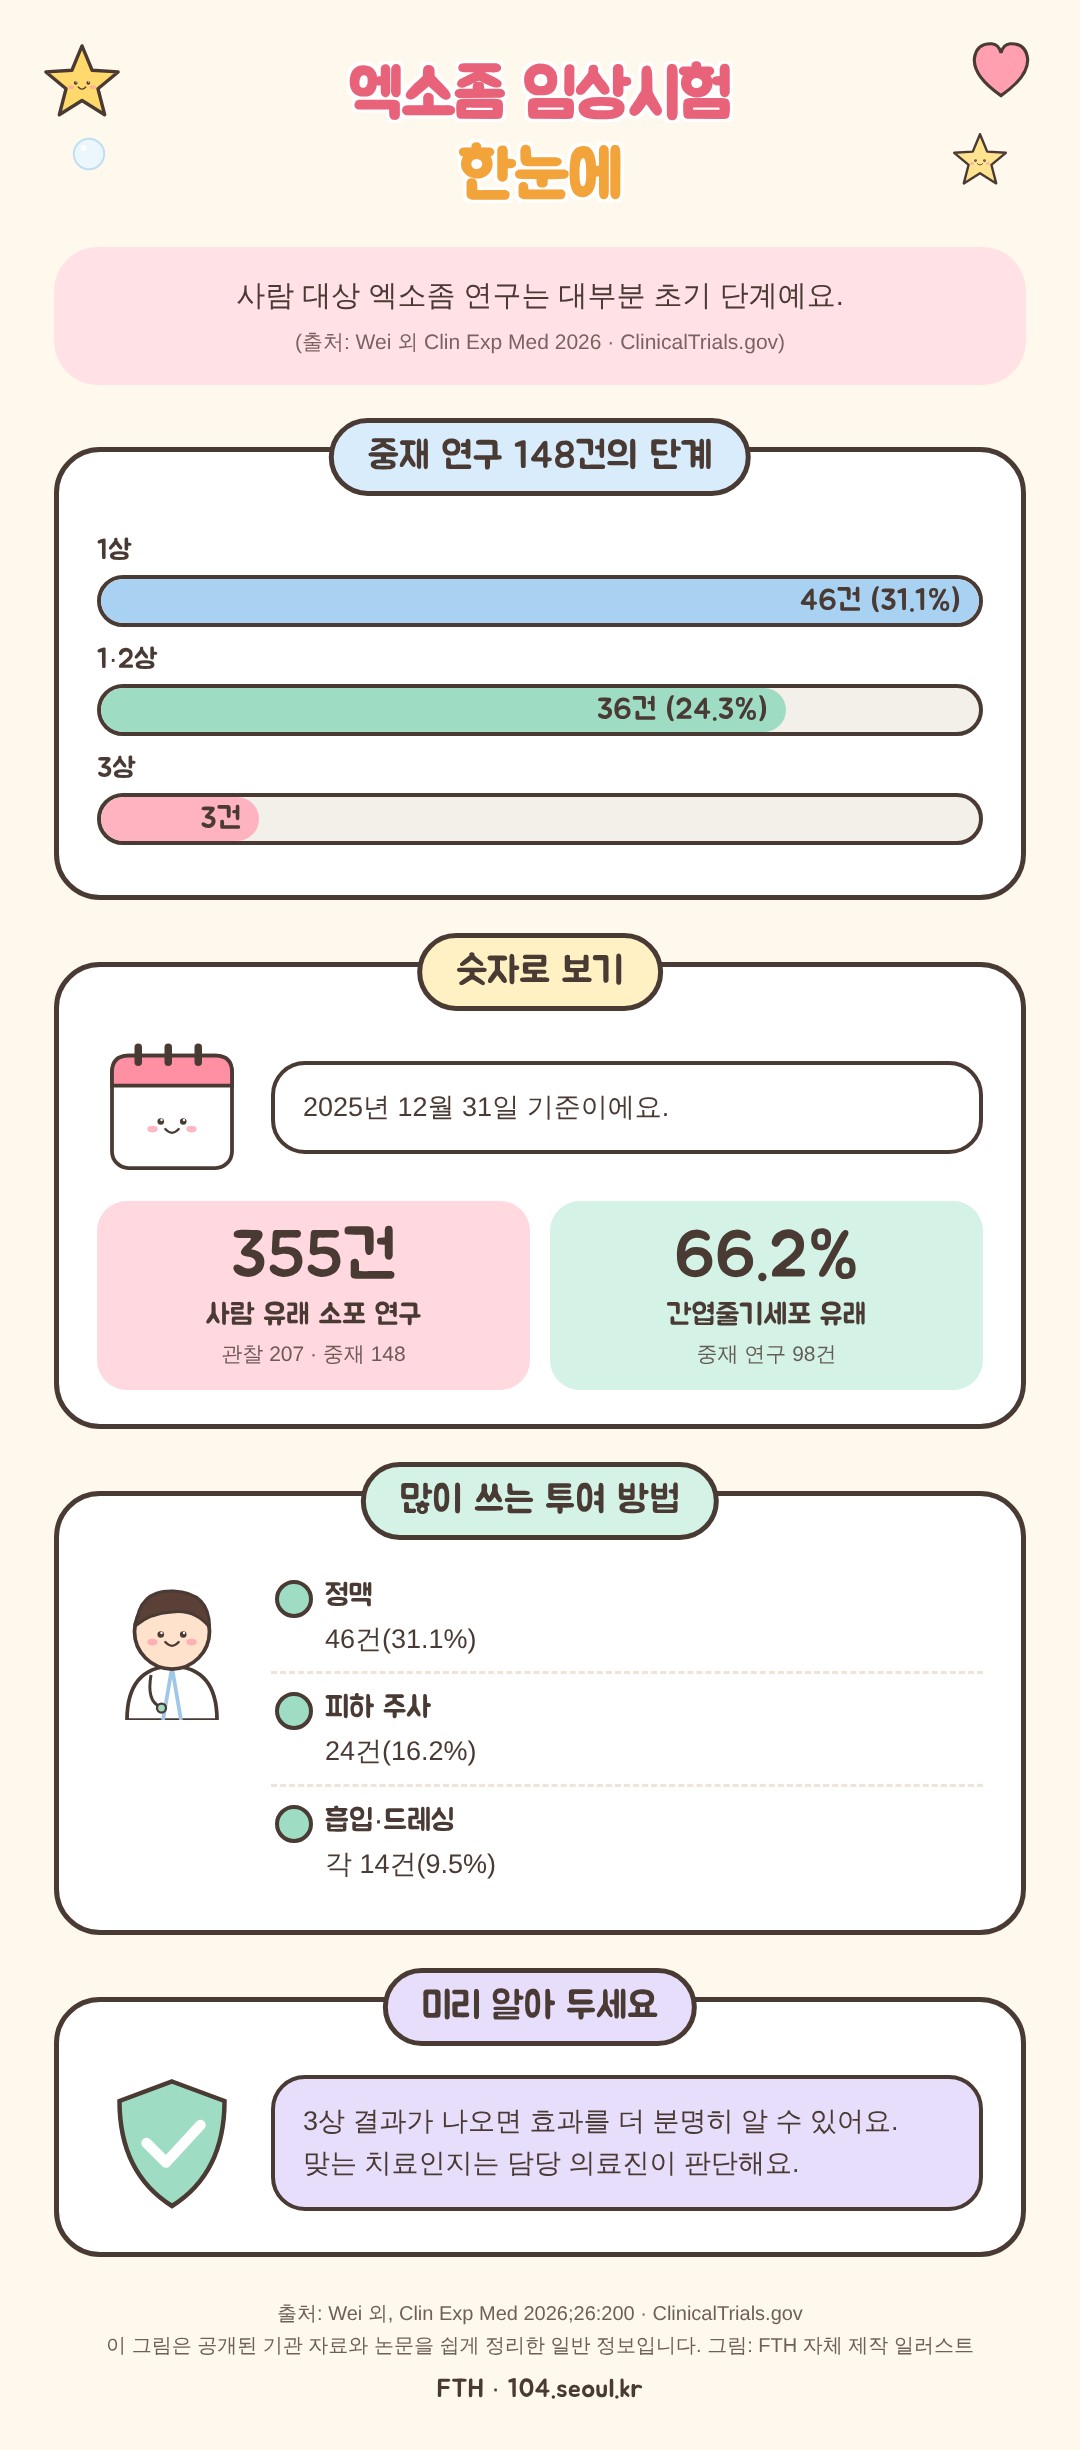 엑소좀 임상시험
한눈에
사람 대상 엑소좀 연구는 대부분 초기 단계예요.
(출처: Wei 외 Clin Exp Med 2026 · ClinicalTrials.gov)
중재 연구 148건의 단계
1상
46건 (31.1%)
1·2상
36건 (24.3%)
3상
3건
숫자로 보기
2025년 12월 31일 기준이에요.
355건
사람 유래 소포 연구
관찰 207 · 중재 148
66.2%
간엽줄기세포 유래
중재 연구 98건
많이 쓰는 투여 방법
정맥
46건(31.1%)
피하 주사
24건(16.2%)
흡입·드레싱
각 14건(9.5%)
미리 알아 두세요
3상 결과가 나오면 효과를 더 분명히 알 수 있어요.
맞는 치료인지는 담당 의료진이 판단해요.
출처: Wei 외, Clin Exp Med 2026;26:200 · ClinicalTrials.gov
이 그림은 공개된 기관 자료와 논문을 쉽게 정리한 일반 정보입니다. 그림: FTH 자체 제작 일러스트
FTH · 104.seoul.kr